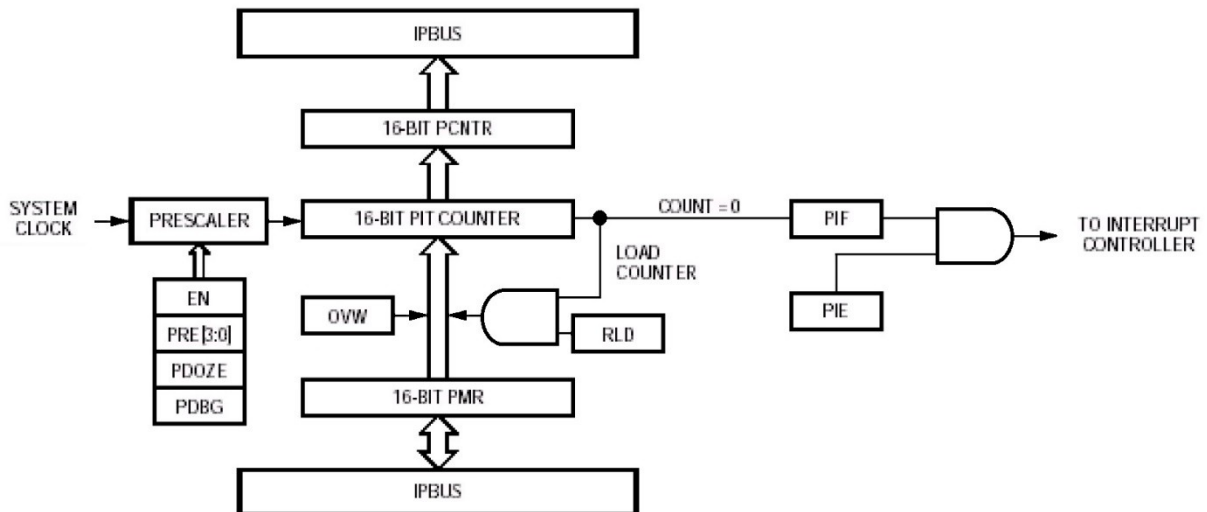 IPBUS
16-BIT PCNTR
SYSTEM
CLOCK
PRESCALER
16-BIT PIT COUNTER
COUNT = 0
PIF
TO INTERRUPT
CONTROLLER
LOAD
COUNTER
EN
PRE[3:0]
PDOZE
PDBG
OVW
RLD
PIE
16-BIT PMR
IPBUS